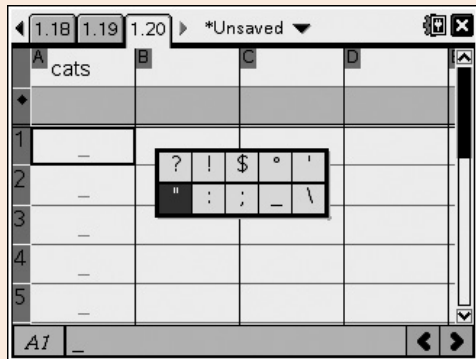 1.18 1.19 1.20 *Unsaved
A cats B C D
1 _
? ! $ ° '
" : ; _ \
2 _
3 _
4 _
5 _
A1 _